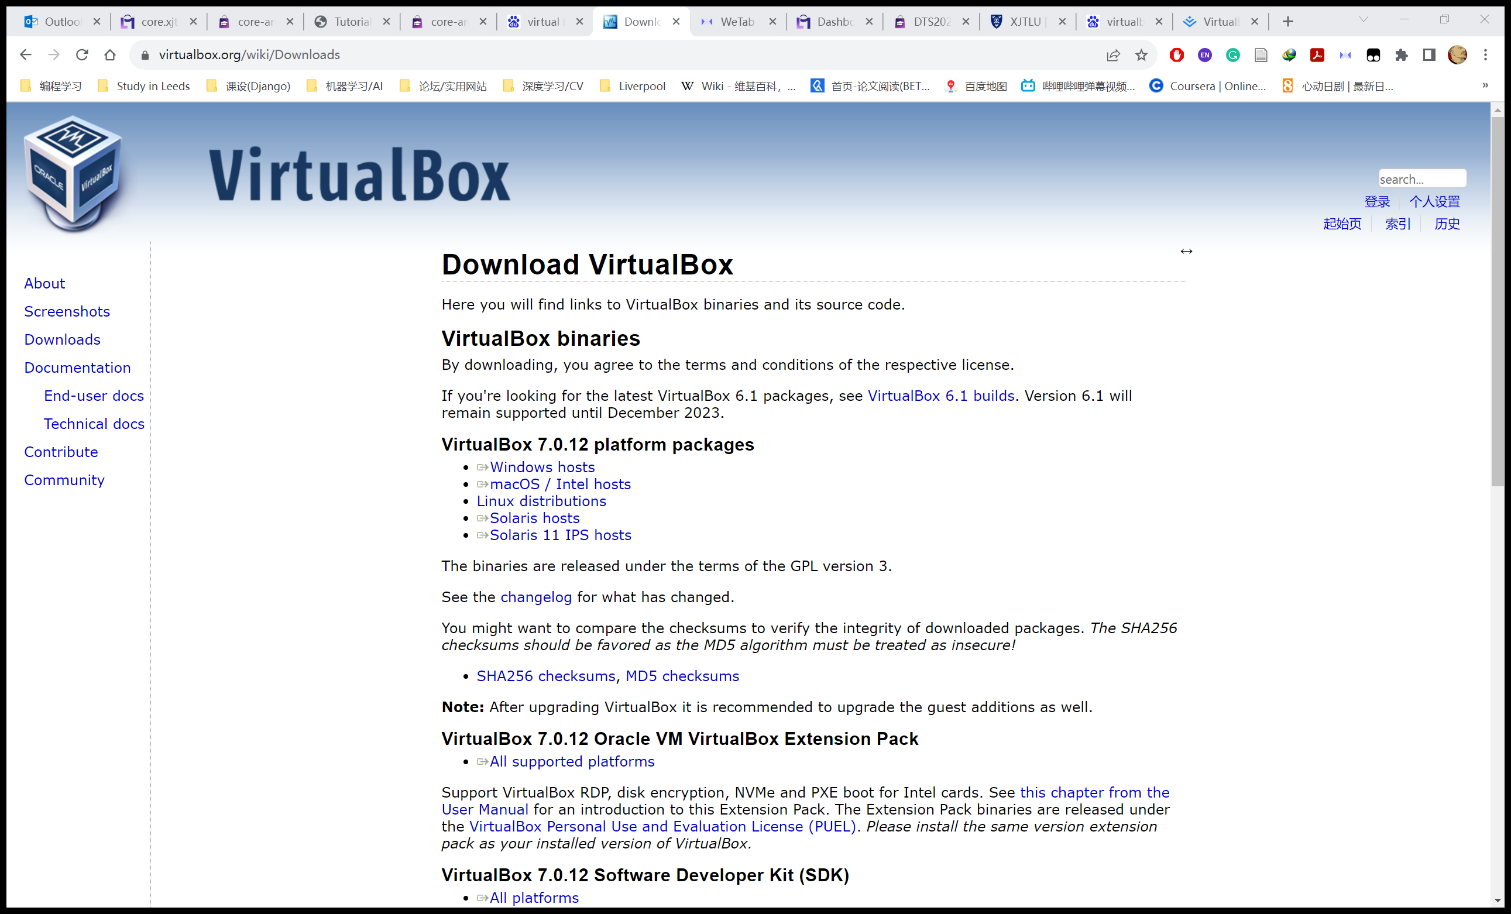 Outloo
core.xjt
core-ar
Tutorial
core-ar
virtual
Downl
WeTab
Dashbo
DTS202
XJTLU |
virtualb
Virtuall
virtualbox.org/wiki/Downloads
编程学习
Study in Leeds
课设(Django)
机器学习/AI
论坛/实用网站
深度学习/CV
Liverpool
W Wiki - 维基百科，...
首页-论文阅读(BET...
百度地图
哔哩哔哩弹幕视频...
Coursera | Online...
心动日剧 | 最新日...
»
ORACLE
VirtualBox
VirtualBox
search...
登录 个人设置
起始页 索引 历史
About
Screenshots
Downloads
Documentation
End-user docs
Technical docs
Contribute
Community
Download VirtualBox
Here you will find links to VirtualBox binaries and its source code.
VirtualBox binaries
By downloading, you agree to the terms and conditions of the respective license.
If you're looking for the latest VirtualBox 6.1 packages, see VirtualBox 6.1 builds. Version 6.1 will
remain supported until December 2023.
VirtualBox 7.0.12 platform packages
• Windows hosts
• macOS / Intel hosts
• Linux distributions
• Solaris hosts
• Solaris 11 IPS hosts
The binaries are released under the terms of the GPL version 3.
See the changelog for what has changed.
You might want to compare the checksums to verify the integrity of downloaded packages. The SHA256
checksums should be favored as the MD5 algorithm must be treated as insecure!
• SHA256 checksums, MD5 checksums
Note: After upgrading VirtualBox it is recommended to upgrade the guest additions as well.
VirtualBox 7.0.12 Oracle VM VirtualBox Extension Pack
• All supported platforms
Support VirtualBox RDP, disk encryption, NVMe and PXE boot for Intel cards. See this chapter from the
User Manual for an introduction to this Extension Pack. The Extension Pack binaries are released under
the VirtualBox Personal Use and Evaluation License (PUEL). Please install the same version extension
pack as your installed version of VirtualBox.
VirtualBox 7.0.12 Software Developer Kit (SDK)
• All platforms